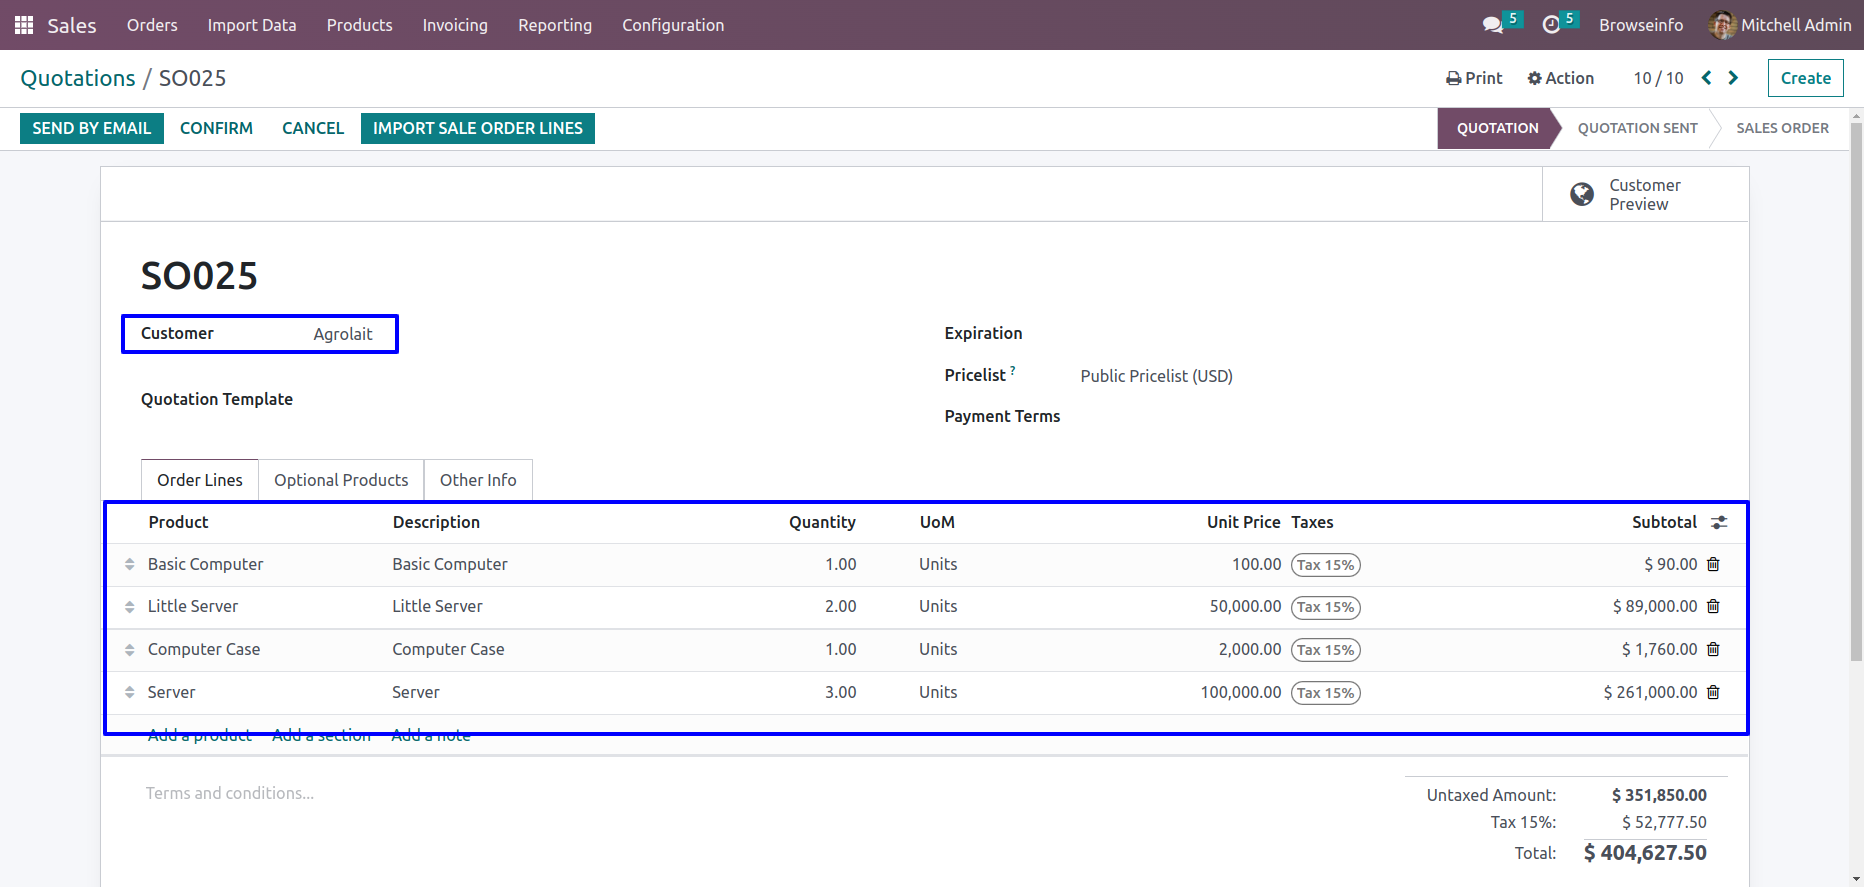 Sales Orders Import Data Products Invoicing Reporting Configuration 5 5 Browseinfo Mitchell Admin
Quotations / SO025 Print Action 10 / 10 Create
SEND BY EMAIL CONFIRM CANCEL IMPORT SALE ORDER LINES QUOTATION QUOTATION SENT SALES ORDER
Customer
Preview
SO025
Customer Agrolait Expiration
Pricelist ? Public Pricelist (USD)
Quotation Template
Payment Terms
Order Lines Optional Products Other Info
Product Description Quantity UoM Unit Price Taxes Subtotal
Basic Computer Basic Computer 1.00 Units 100.00 Tax 15% $ 90.00
Little Server Little Server 2.00 Units 50,000.00 Tax 15% $ 89,000.00
Computer Case Computer Case 1.00 Units 2,000.00 Tax 15% $ 1,760.00
Server Server 3.00 Units 100,000.00 Tax 15% $ 261,000.00
Add a product Add a section Add a note
Terms and conditions... Untaxed Amount: $ 351,850.00
Tax 15%: $ 52,777.50
Total: $ 404,627.50